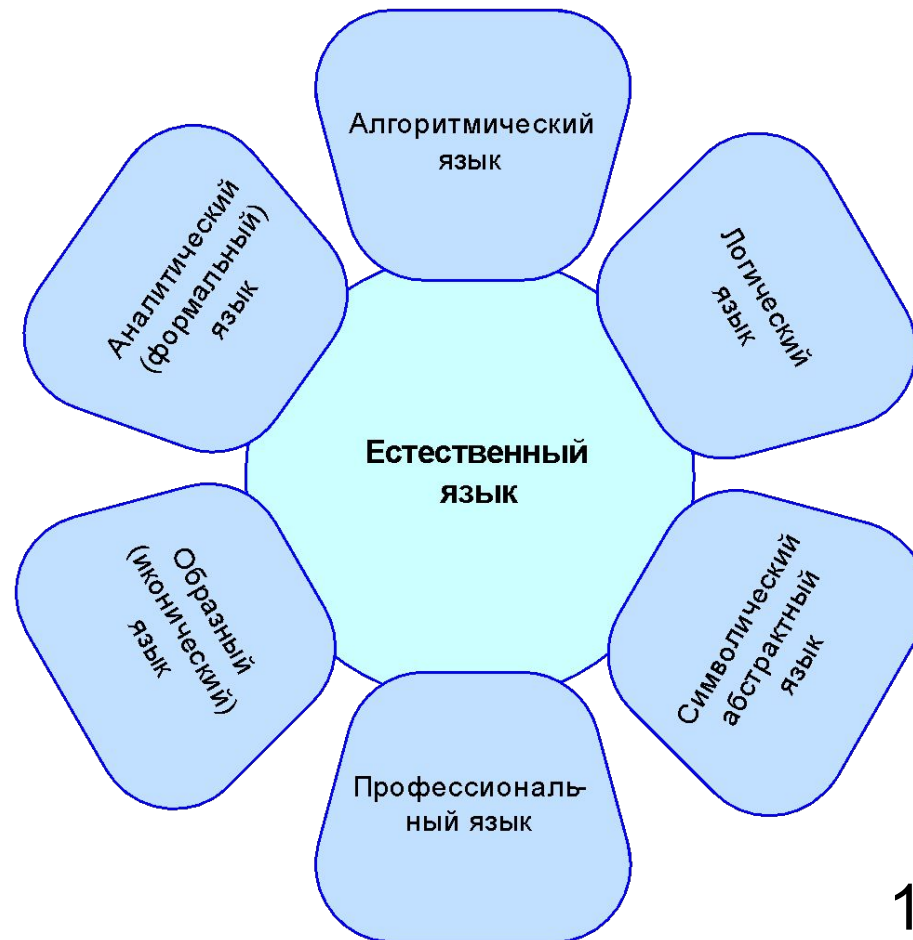 Алгоритмический
язык
Логический
язык
Символический
абстрактный
язык
Профессиональ-
ный язык
Образный
(иконический)
язык
Аналитический
(формальный)
язык
Естественный
язык
1